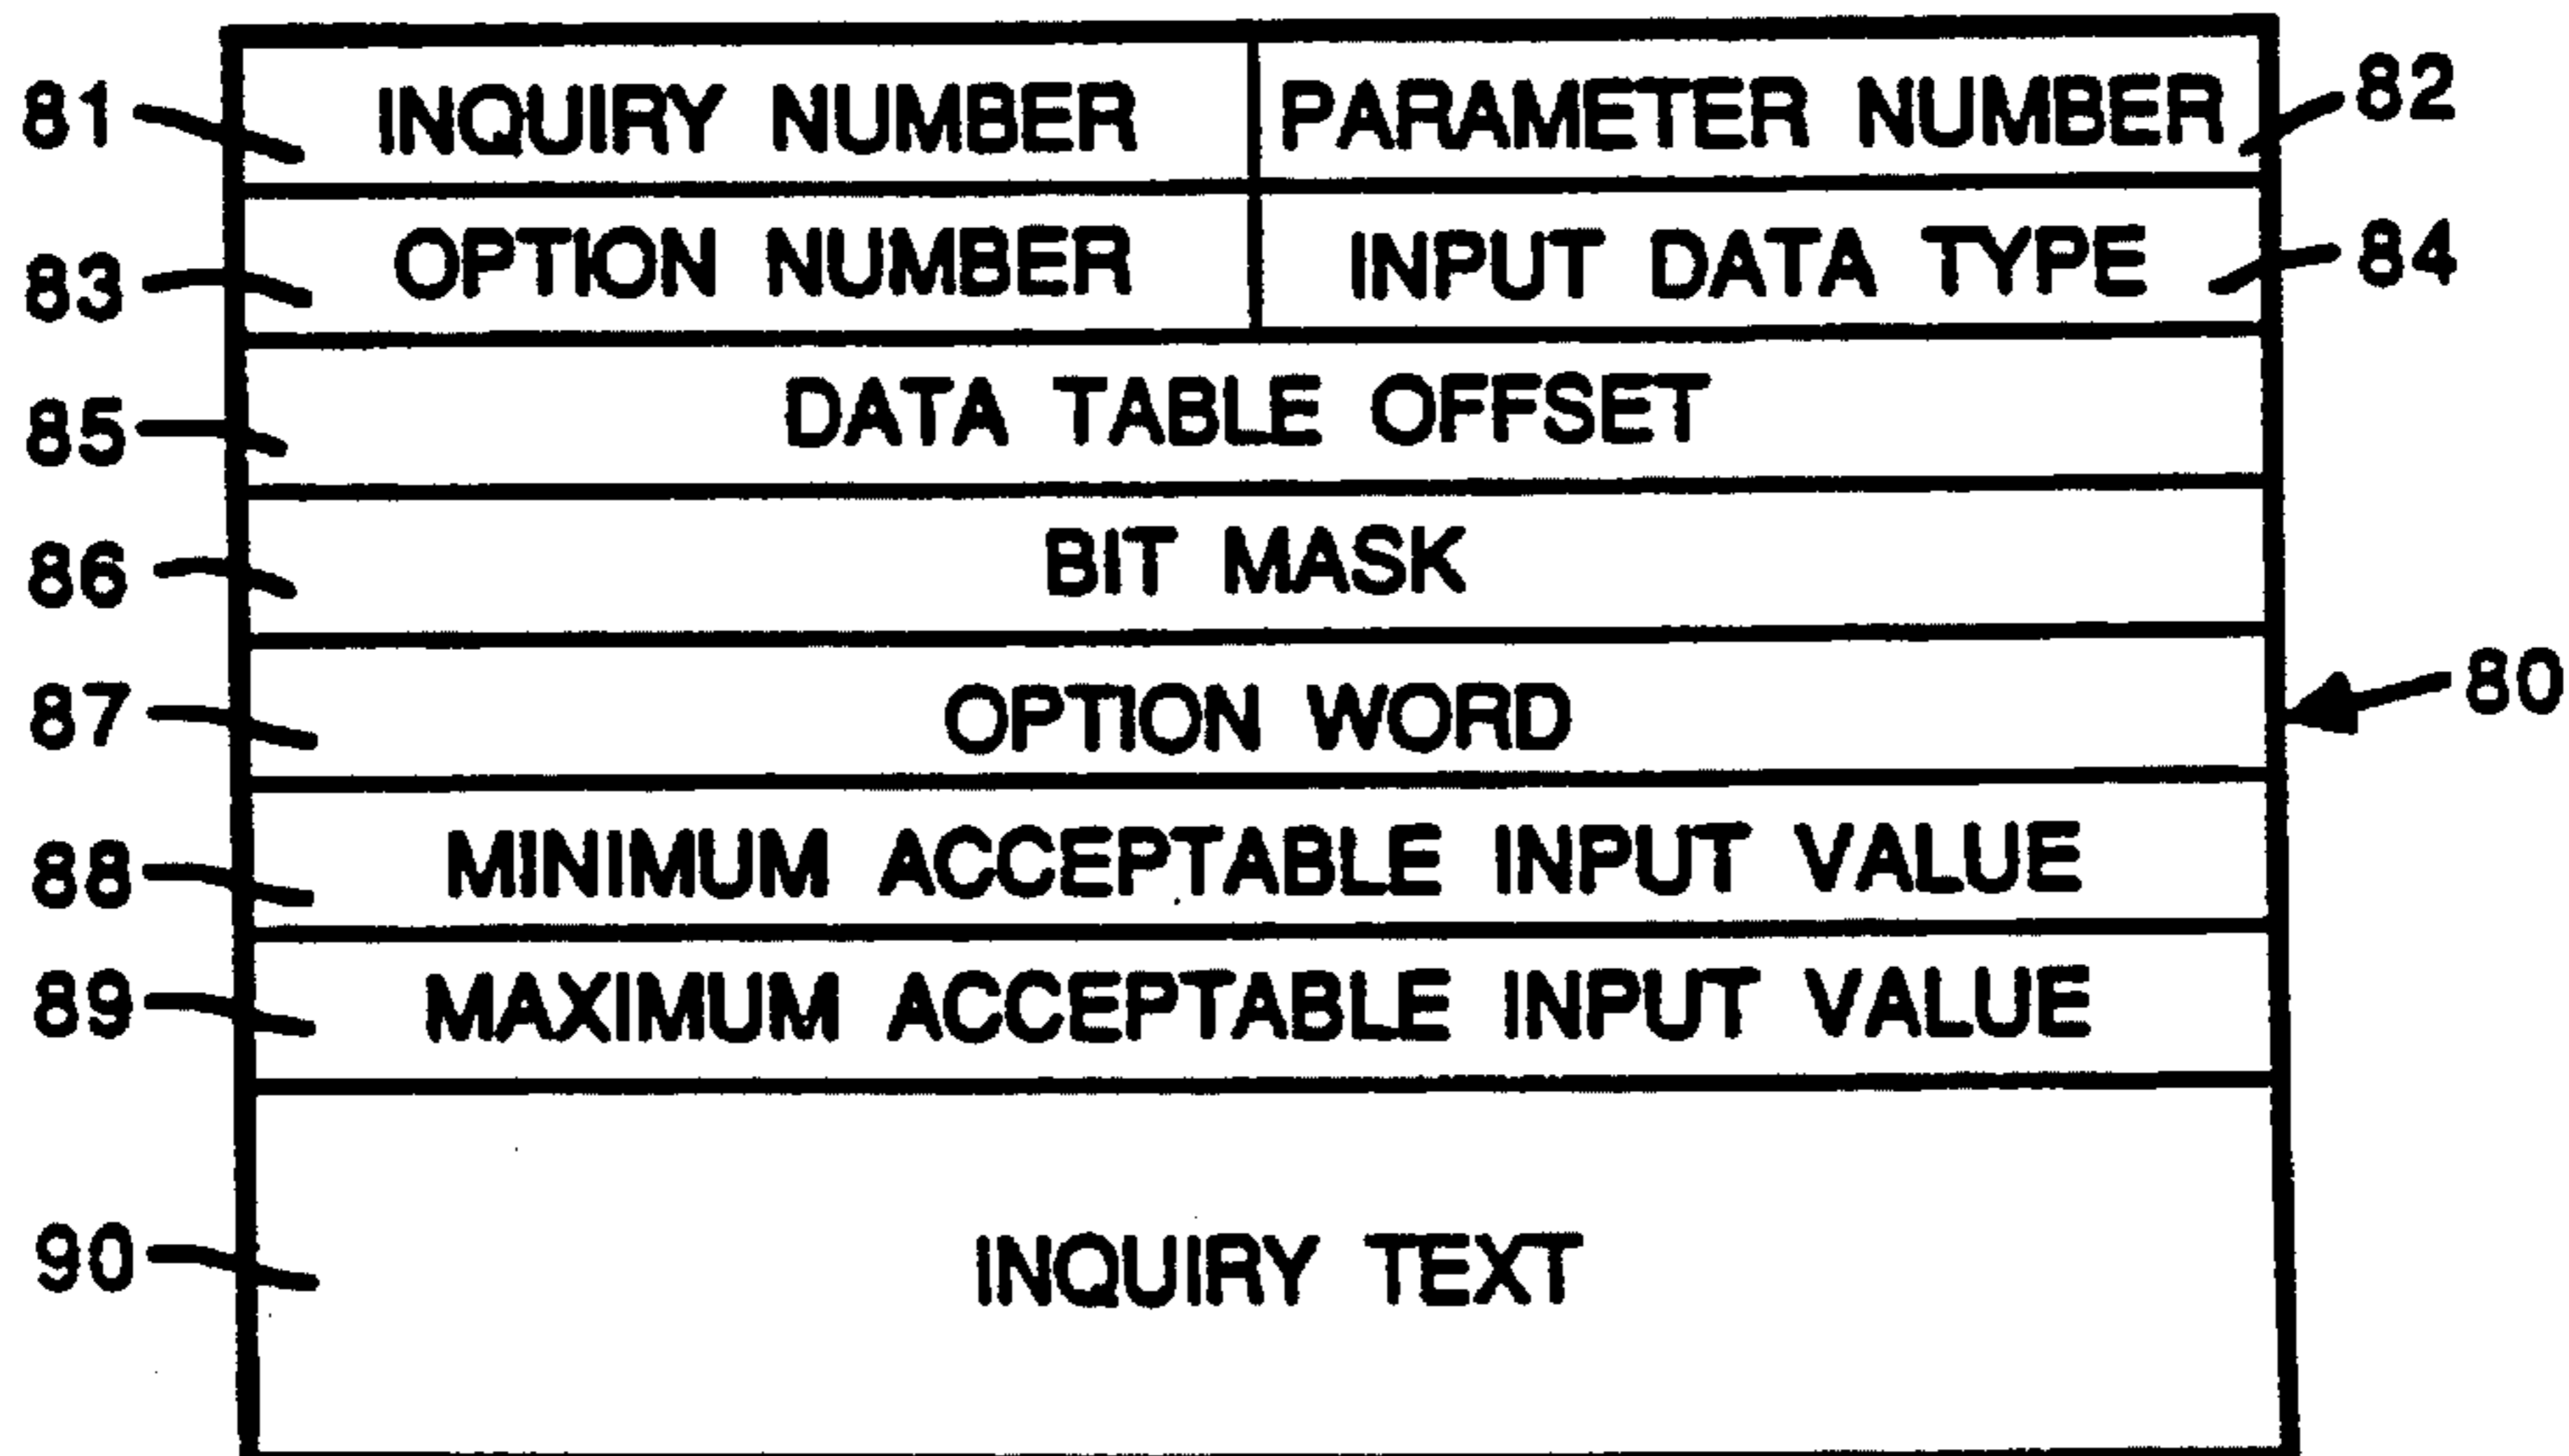 81 INQUIRY NUMBER PARAMETER NUMBER 82
83 OPTION NUMBER INPUT DATA TYPE 84
85 DATA TABLE OFFSET
86 BIT MASK
87 OPTION WORD 80
88 MINIMUM ACCEPTABLE INPUT VALUE
89 MAXIMUM ACCEPTABLE INPUT VALUE
90 INQUIRY TEXT